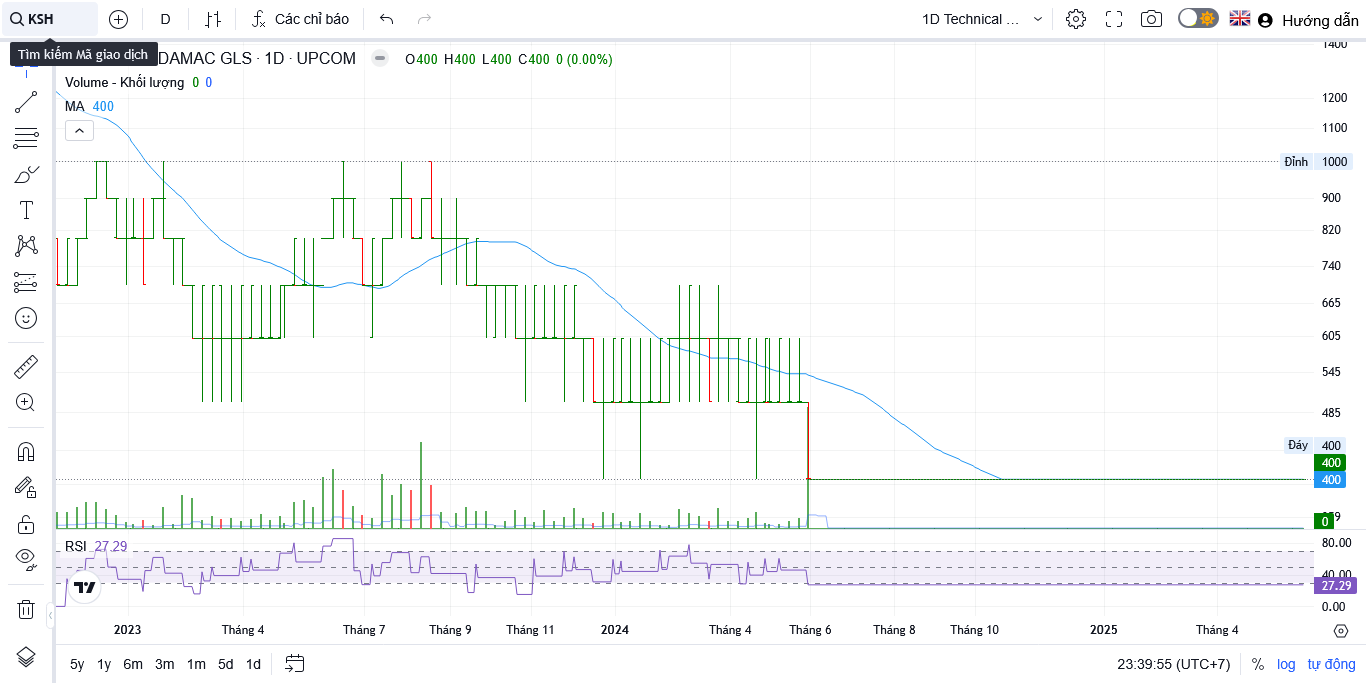 KSH
D
Các chỉ báo
1D Technical ...
Hướng dẫn
Tìm kiếm Mã giao dịch
DAMAC GLS · 1D · UPCOM
O400 H400 L400 C400 0 (0.00%)
Volume - Khối lượng 0 0
MA 400
1400
1200
1100
Đỉnh 1000
900
820
740
665
605
545
485
Đáy 400
400
400
0
RSI 27.29
80.00
40.00
27.29
0.00
2023 Tháng 4 Tháng 7 Tháng 9 Tháng 11 2024 Tháng 4 Tháng 6 Tháng 8 Tháng 10 2025 Tháng 4
5y 1y 6m 3m 1m 5d 1d
23:39:55 (UTC+7) % log tự động